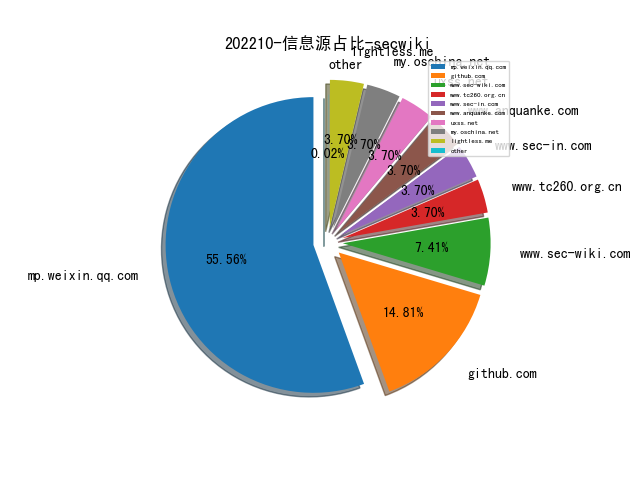 202210-信息源占比-secwiki
lightless.me
other
my.oschina.net
uxss.net
www.anquanke.com
www.sec-in.com
www.tc260.org.cn
www.sec-wiki.com
github.com
mp.weixin.qq.com
55.56%
14.81%
7.41%
3.70%
3.70%
3.70%
3.70%
3.70%
3.70%
0.02%
mp.weixin.qq.com
github.com
www.sec-wiki.com
www.tc260.org.cn
www.sec-in.com
www.anquanke.com
uxss.net
my.oschina.net
lightless.me
other